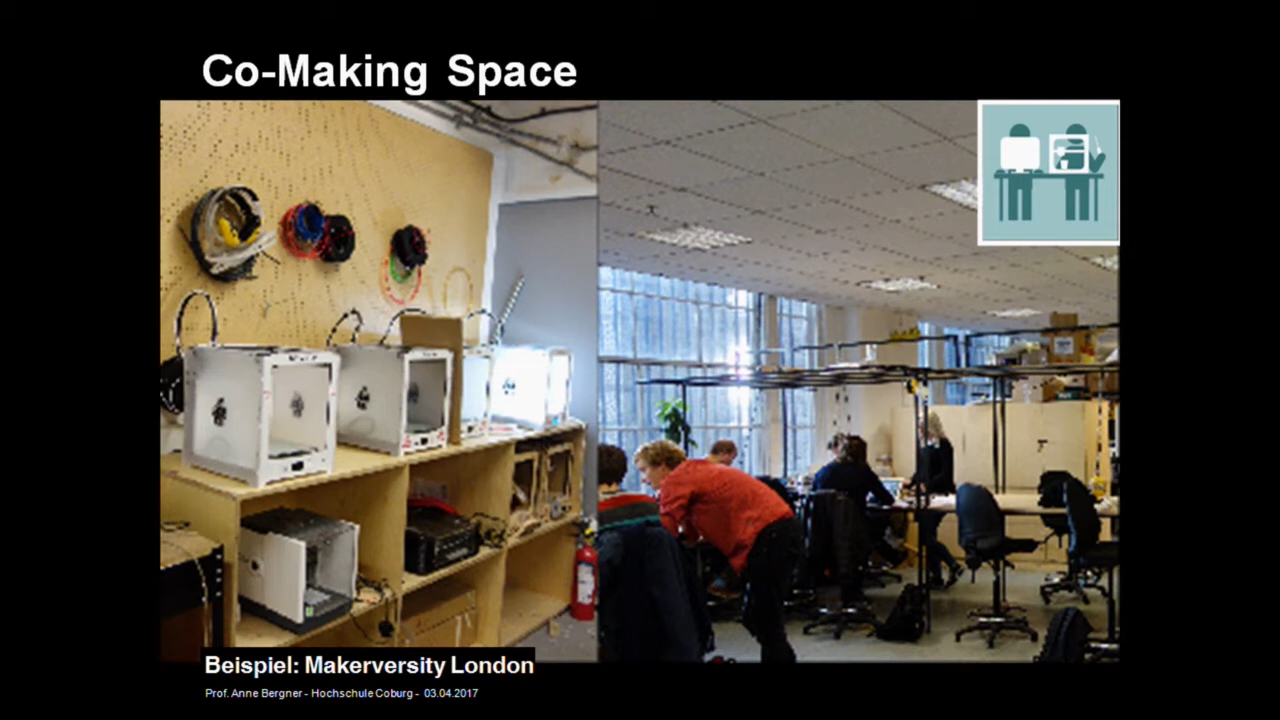 Co-Making Space
Beispiel: Makerversity London
Prof. Anne Bergner - Hochschule Coburg - 03.04.2017